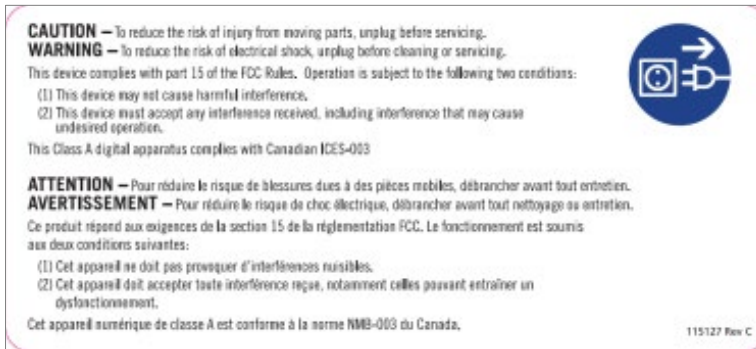 CAUTION – To reduce the risk of injury from moving parts, unplug before servicing.
WARNING – To reduce the risk of electrical shock, unplug before cleaning or servicing.
This device complies with part 15 of the FCC Rules. Operation is subject to the following two conditions:
(1) This device may not cause harmful interference.
(2) This device must accept any interference received, including interference that may cause
undesired operation.
This Class A digital apparatus complies with Canadian ICES-003
ATTENTION – Pour réduire le risque de blessures dues à des pièces mobiles, débrancher avant tout entretien.
AVERTISSEMENT – Pour réduire le risque de choc électrique, débrancher avant tout nettoyage ou entretien.
Ce produit répond aux exigences de la section 15 de la réglementation FCC. Le fonctionnement est soumis
aux deux conditions suivantes:
(1) Cet appareil ne doit pas provoquer d'interférences nuisibles.
(2) Cet appareil doit accepter toute interférence reçue, notamment celles pouvant entraîner un
dysfonctionnement.
Cet appareil numérique de classe A est conforme à la norme NMB-003 du Canada.
115127 Rev C